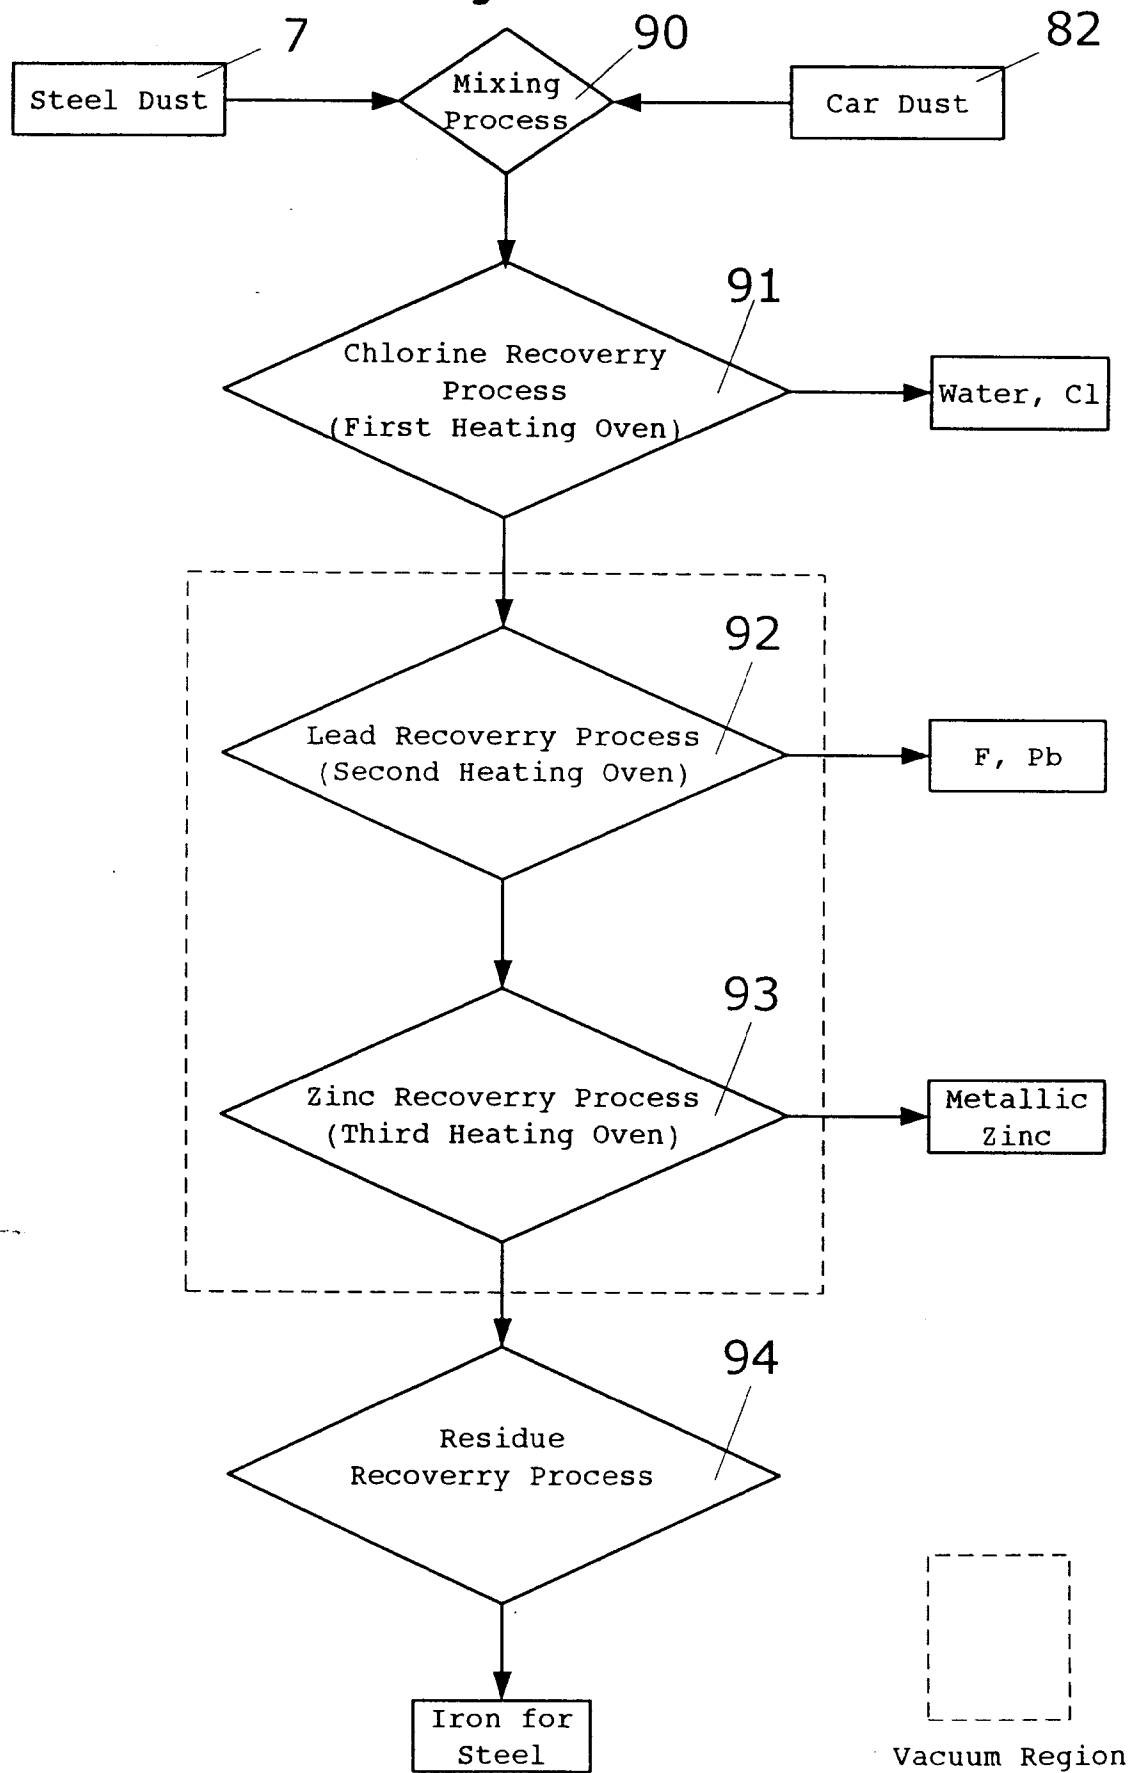 7
90
82
Steel Dust
Mixing
Process
Car Dust
91
Chlorine Recoverry
Process
(First Heating Oven)
Water, Cl
92
Lead Recoverry Process
(Second Heating Oven)
F, Pb
93
Zinc Recoverry Process
(Third Heating Oven)
Metallic
Zinc
94
Residue
Recoverry Process
Iron for
Steel
Vacuum Region